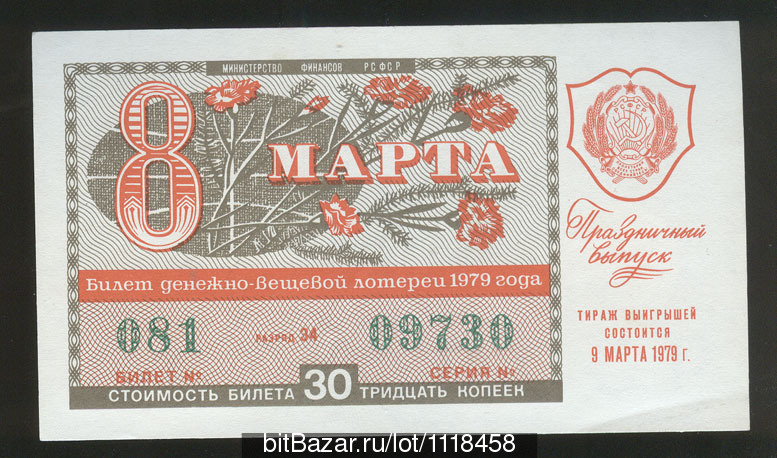 МИНИСТЕРСТВО ФИНАНСОВ РСФСР
8 МАРТА
РСФСР
Праздничный
выпуск
Билет денежно-вещевой лотереи 1979 года
081 РАЗРЯД 34 09730
БИЛЕТ № СЕРИЯ №
СТОИМОСТЬ БИЛЕТА 30 ТРИДЦАТЬ КОПЕЕК
ТИРАЖ ВЫИГРЫШЕЙ
СОСТОИТСЯ
9 МАРТА 1979 г.
bitBazar.ru/lot/1118458